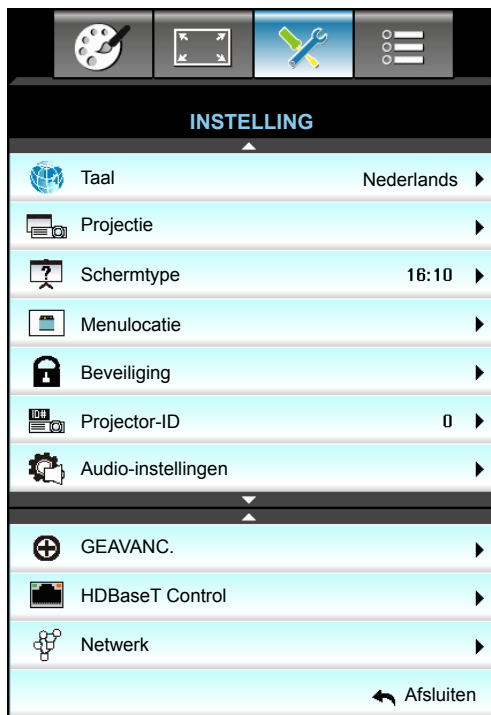 INSTELLING
Taal Nederlands
Projectie
? Schermtype 16:10
Menulocatie
Beveiliging
ID# Projector-ID 0
Audio-instellingen
GEAVANC.
HDBaseT Control
Netwerk
Afsluiten